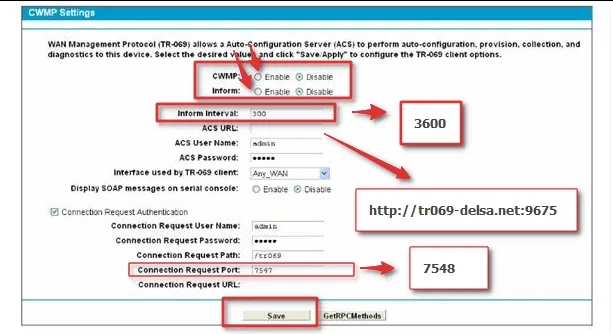 CWMP Settings
WAN Management Protocol (TR-069) allows a Auto-Configuration Server (ACS) to perform auto-configuration, provision, collection, and
diagnostics to this device. Select the desired values and click "Save/Apply" to configure the TR-069 client options.
CWMP: Enable Disable
Inform: Enable Disable
Inform Interval: 300
3600
ACS URL:
ACS User Name: admin
ACS Password: •••••
Interface used by TR-069 client: Any_WAN
Display SOAP messages on serial console: Enable Disable
http://tr069-delsa.net:9675
Connection Request Authentication
Connection Request User Name: admin
Connection Request Password: •••••
Connection Request Path: /tr069
Connection Request Port: 7547
7548
Connection Request URL:
Save GetRPCMethods